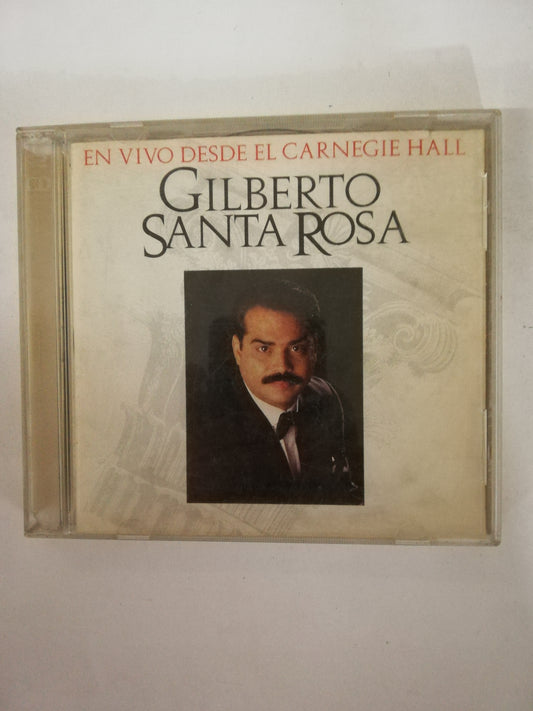 EN VIVO DESDE EL CARNEGIE HALL
GILBERTO
SANTA ROSA